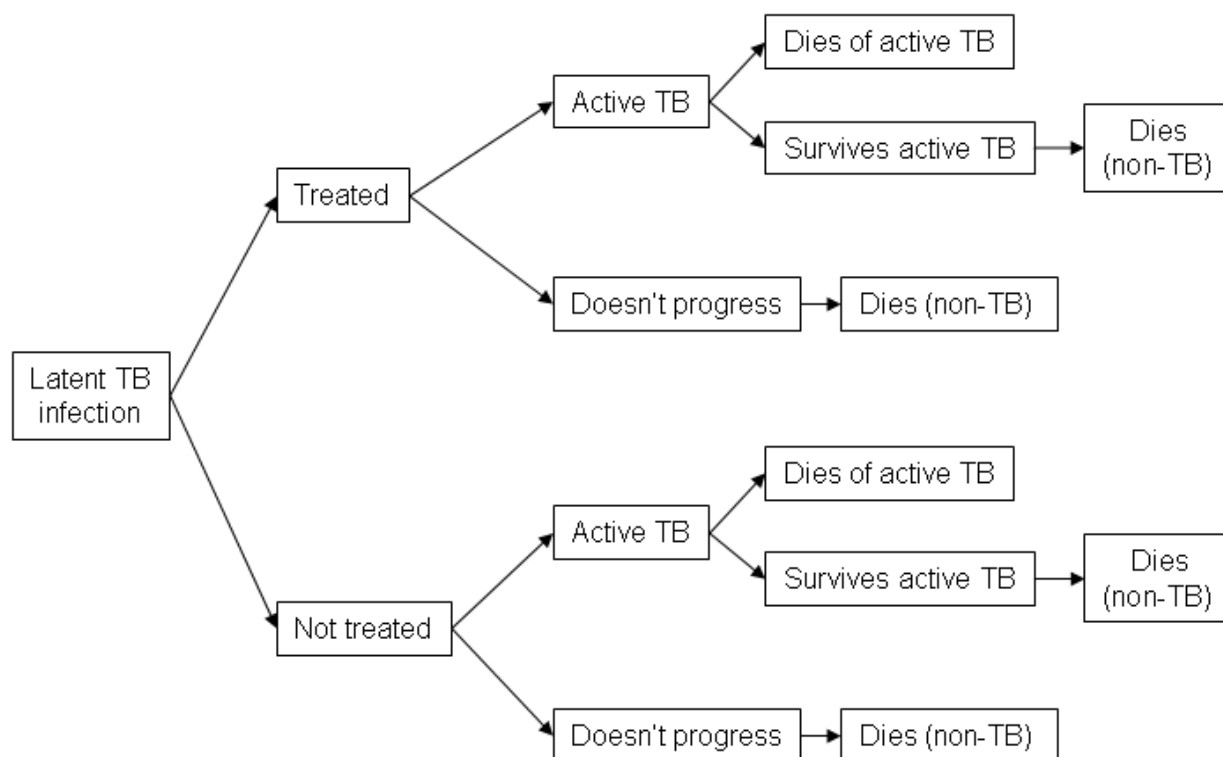 Dies of active TB
Active TB
Survives active TB
Dies
(non-TB)
Treated
Doesn't progress
Dies (non-TB)
Latent TB
infection
Dies of active TB
Active TB
Survives active TB
Dies
(non-TB)
Not treated
Doesn't progress
Dies (non-TB)